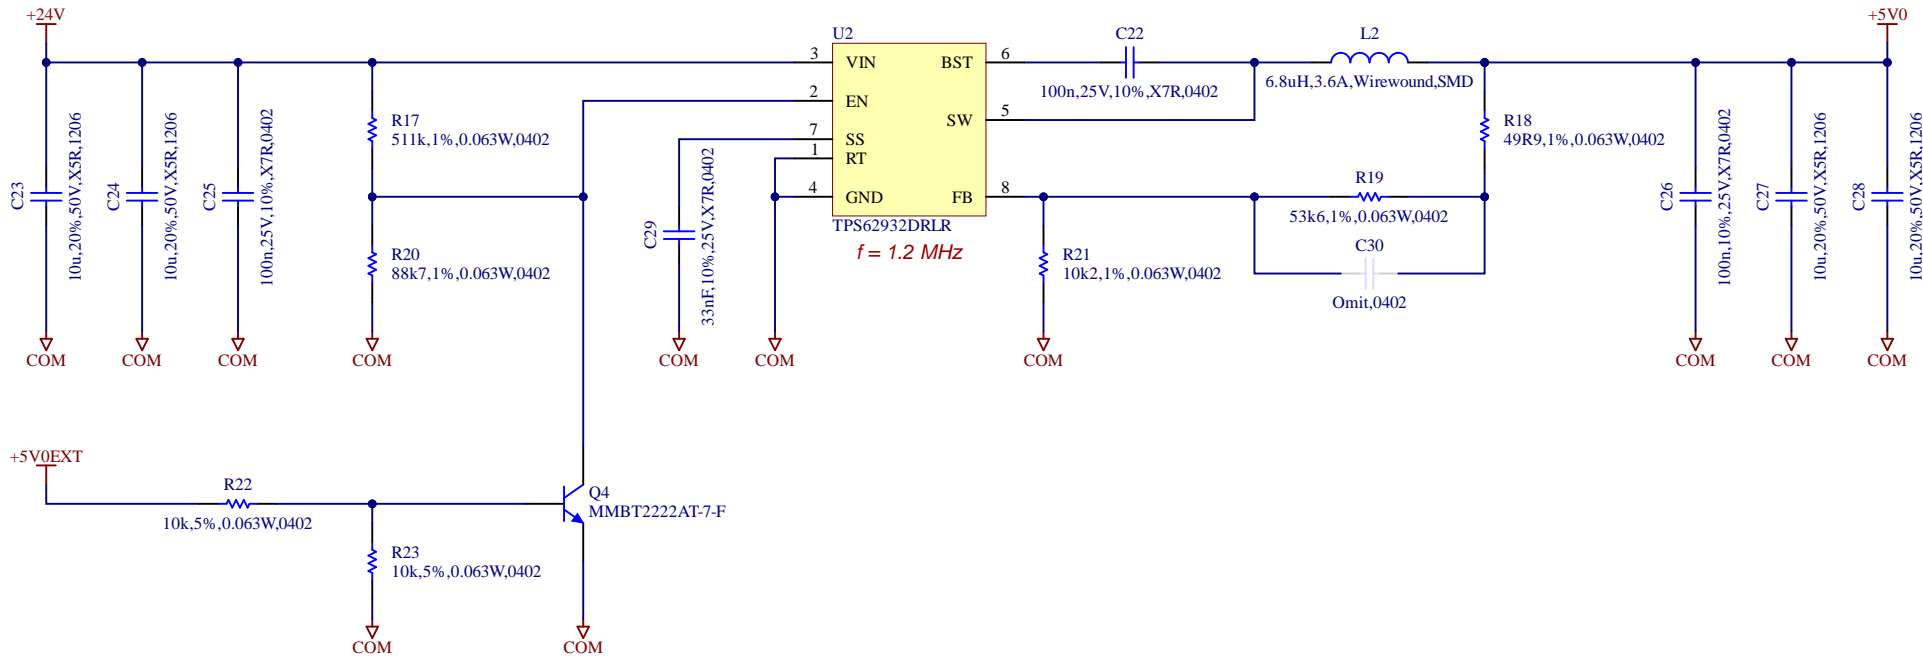 +24V
+5V0
U2
3
VIN
2
EN
7
SS
1
RT
4
GND
BST
6
SW
5
FB
8
TPS62932DRLR
f = 1.2 MHz
C22
100n,25V,10%,X7R,0402
L2
6.8uH,3.6A,Wirewound,SMD
R17
511k,1%,0.063W,0402
R18
49R9,1%,0.063W,0402
R19
53k6,1%,0.063W,0402
C23
10u,20%,50V,X5R,1206
C24
10u,20%,50V,X5R,1206
C25
100n,25V,10%,X7R,0402
R20
88k7,1%,0.063W,0402
C29
33nF,10%,25V,X7R,0402
R21
10k2,1%,0.063W,0402
C30
Omit,0402
C26
100n,10%,25V,X7R,0402
C27
10u,20%,50V,X5R,1206
C28
10u,20%,50V,X5R,1206
COM
COM
COM
COM
COM
COM
COM
COM
COM
COM
+5V0EXT
R22
10k,5%,0.063W,0402
Q4
MMBT2222AT-7-F
R23
10k,5%,0.063W,0402
COM
COM